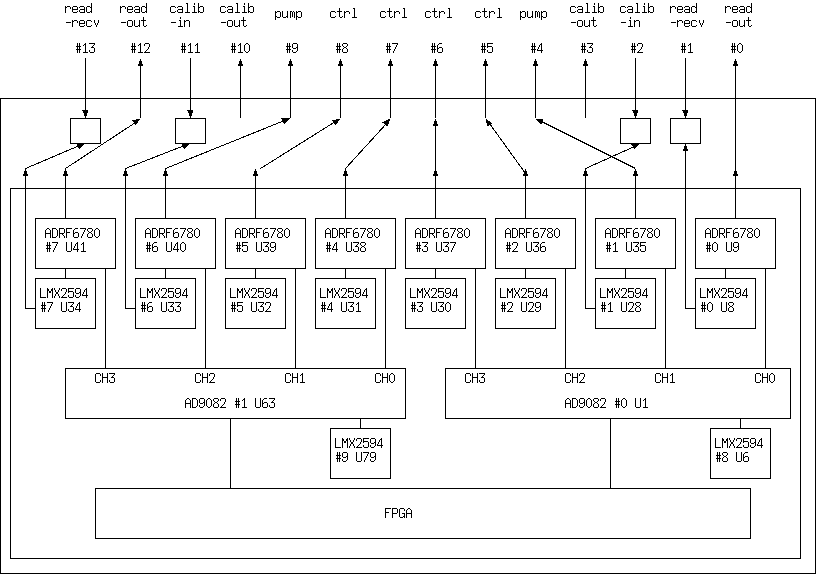 read read calib calib pump ctrl ctrl ctrl ctrl pump calib calib read read
-recv -out -in -out -out -in -recv -out
#13 #12 #11 #10 #9 #8 #7 #6 #5 #4 #3 #2 #1 #0
ADRF6780 ADRF6780 ADRF6780 ADRF6780 ADRF6780 ADRF6780 ADRF6780 ADRF6780
#7 U41 #6 U40 #5 U39 #4 U38 #3 U37 #2 U36 #1 U35 #0 U9
LMX2594 LMX2594 LMX2594 LMX2594 LMX2594 LMX2594 LMX2594 LMX2594
#7 U34 #6 U33 #5 U32 #4 U31 #3 U30 #2 U29 #1 U28 #0 U8
CH3 CH2 CH1 CH0 CH3 CH2 CH1 CH0
AD9082 #1 U63 AD9082 #0 U1
LMX2594 LMX2594
#9 U79 #8 U6
FPGA